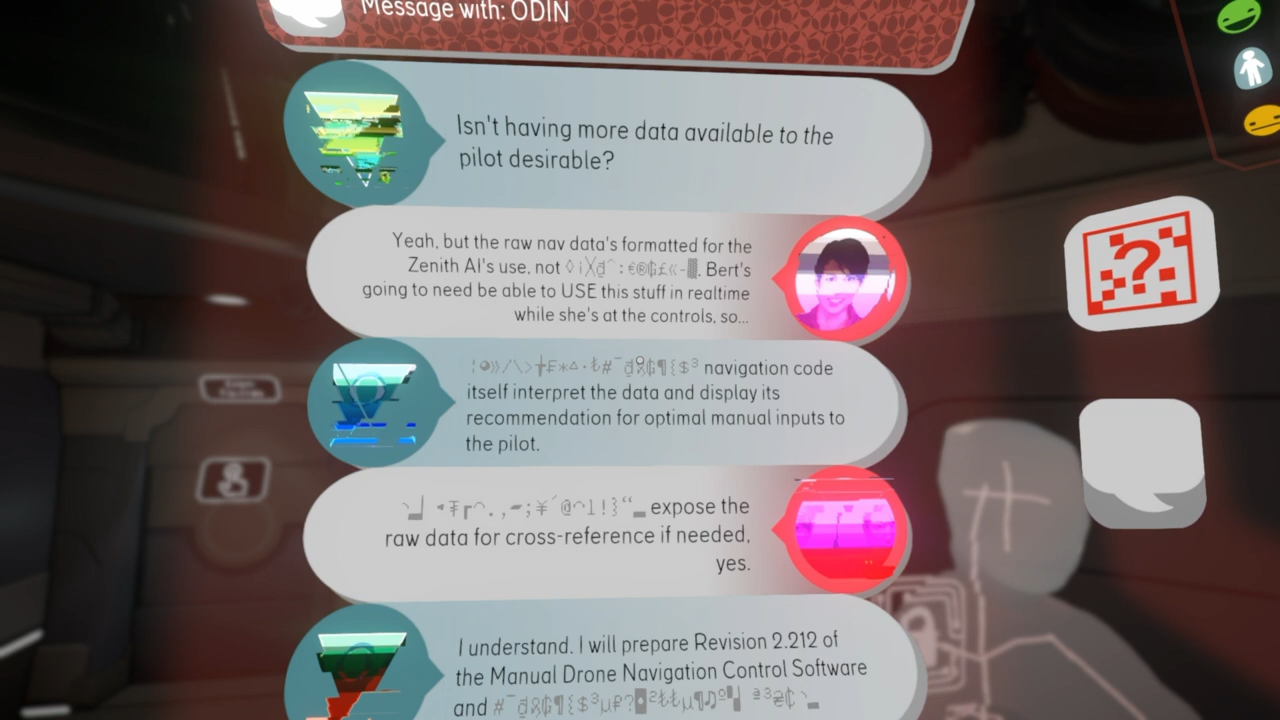 Message with: ODIN
Isn't having more data available to the
pilot desirable?
Yeah, but the raw nav data's formatted for the
Zenith AI's use, not . Bert's
going to need be able to USE this stuff in realtime
while she's at the controls, so...
navigation code
itself interpret the data and display its
recommendation for optimal manual inputs to
the pilot.
expose the
raw data for cross-reference if needed,
yes.
I understand. I will prepare Revision 2.212 of
the Manual Drone Navigation Control Software
and
?